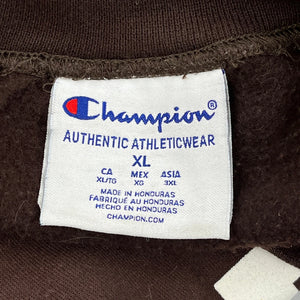 Champion®
AUTHENTIC ATHLETICWEAR
XL
CA MEX ASIA
XL/TG XG 3XL
MADE IN HONDURAS
FABRIQUÉ AU HONDURAS
HECHO EN HONDURAS
CHAMPION.COM